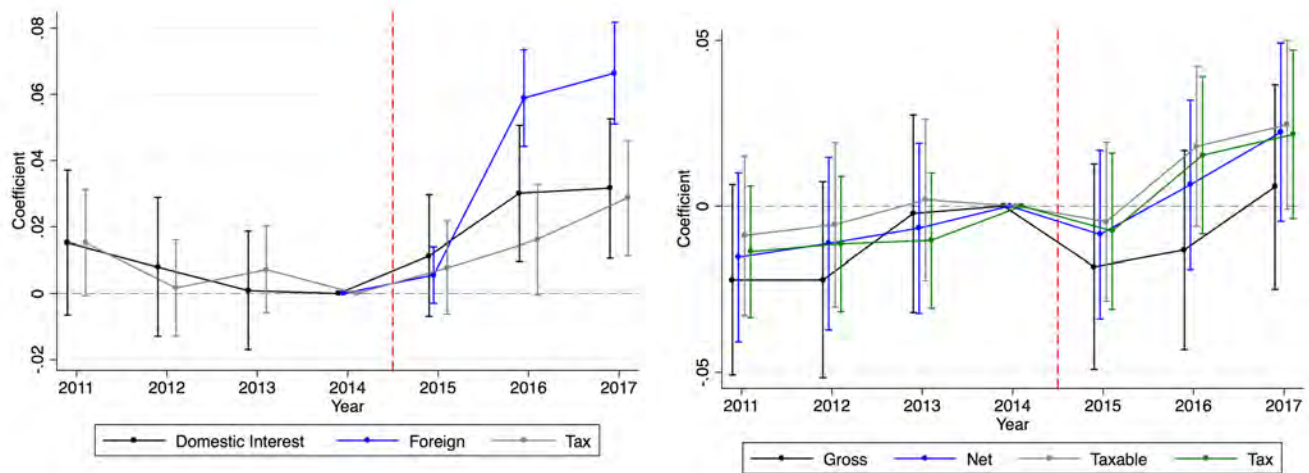 .08
.06
.04
.02
0
-.02
Coefficient
2011 2012 2013 2014 2015 2016 2017
Year
Domestic Interest Foreign Tax
.05
0
-.05
Coefficient
2011 2012 2013 2014 2015 2016 2017
Year
Gross Net Taxable Tax